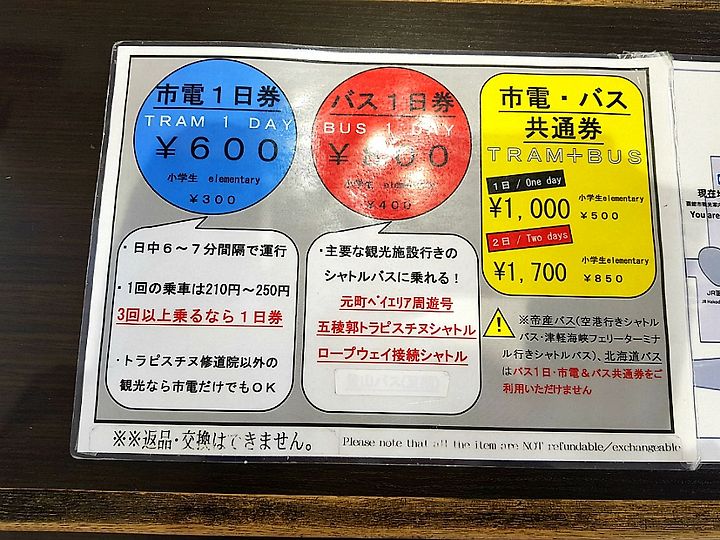 市電1日券
TRAM 1 DAY
¥600
小学生 elementary
¥300
・日中6~7分間隔で運行
・1回の乗車は210円~250円
3回以上乗るなら1日券
・トラピスチヌ修道院以外の
観光なら市電だけでもOK
バス1日券
BUS 1 DAY
¥800
小学生 elementary
¥400
・主要な観光施設行きの
シャトルバスに乗れる!
元町ベイエリア周遊号
五稜郭トラピスチヌシャトル
ロープウェイ接続シャトル
市電・バス
共通券
TRAM+BUS
1日/One day
¥1,000 小学生elementary
¥500
2日/Two days
¥1,700 小学生elementary
¥850
※帝産バス(空港行きシャトル
バス・津軽海峡フェリーターミナ
ル行きシャトルバス)、北海道バス
はバス1日・市電&バス共通券をご
利用いただけません
※※返品・交換はできません。 Please note that all the item are NOT refundable/exchangeable
現在地
You are